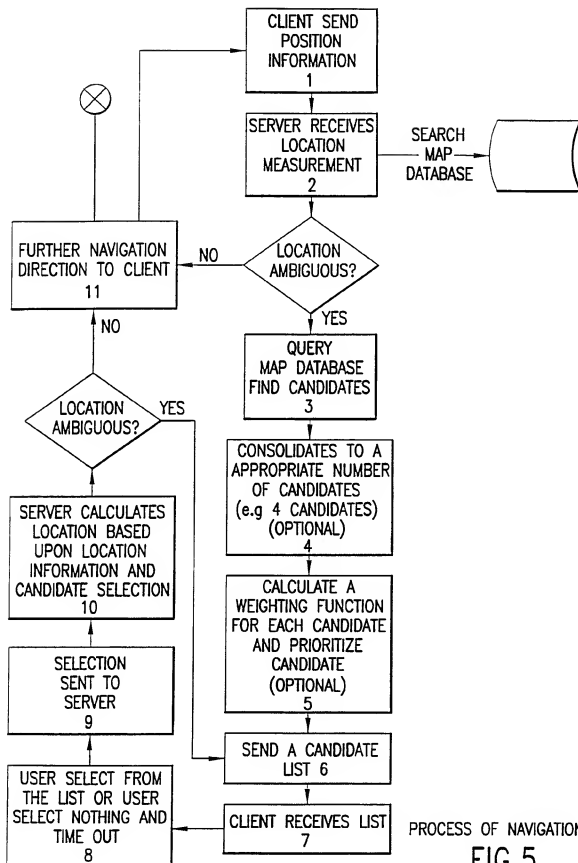 CLIENT SEND
POSITION
INFORMATION
1
SERVER RECEIVES
LOCATION
MEASUREMENT
2
SEARCH
MAP
DATABASE
LOCATION
AMBIGUOUS?
NO
YES
FURTHER NAVIGATION
DIRECTION TO CLIENT
11
QUERY
MAP DATABASE
FIND CANDIDATES
3
CONSOLIDATES TO A
APPROPRIATE NUMBER
OF CANDIDATES
(e.g 4 CANDIDATES)
(OPTIONAL)
4
CALCULATE A
WEIGHTING FUNCTION
FOR EACH CANDIDATE
AND PRIORITIZE
CANDIDATE
(OPTIONAL)
5
SEND A CANDIDATE
LIST 6
CLIENT RECEIVES LIST
7
USER SELECT FROM
THE LIST OR USER
SELECT NOTHING AND
TIME OUT
8
SELECTION
SENT TO
SERVER
9
SERVER CALCULATES
LOCATION BASED
UPON LOCATION
INFORMATION AND
CANDIDATE SELECTION
10
LOCATION
AMBIGUOUS?
YES
NO
PROCESS OF NAVIGATION
FIG.5